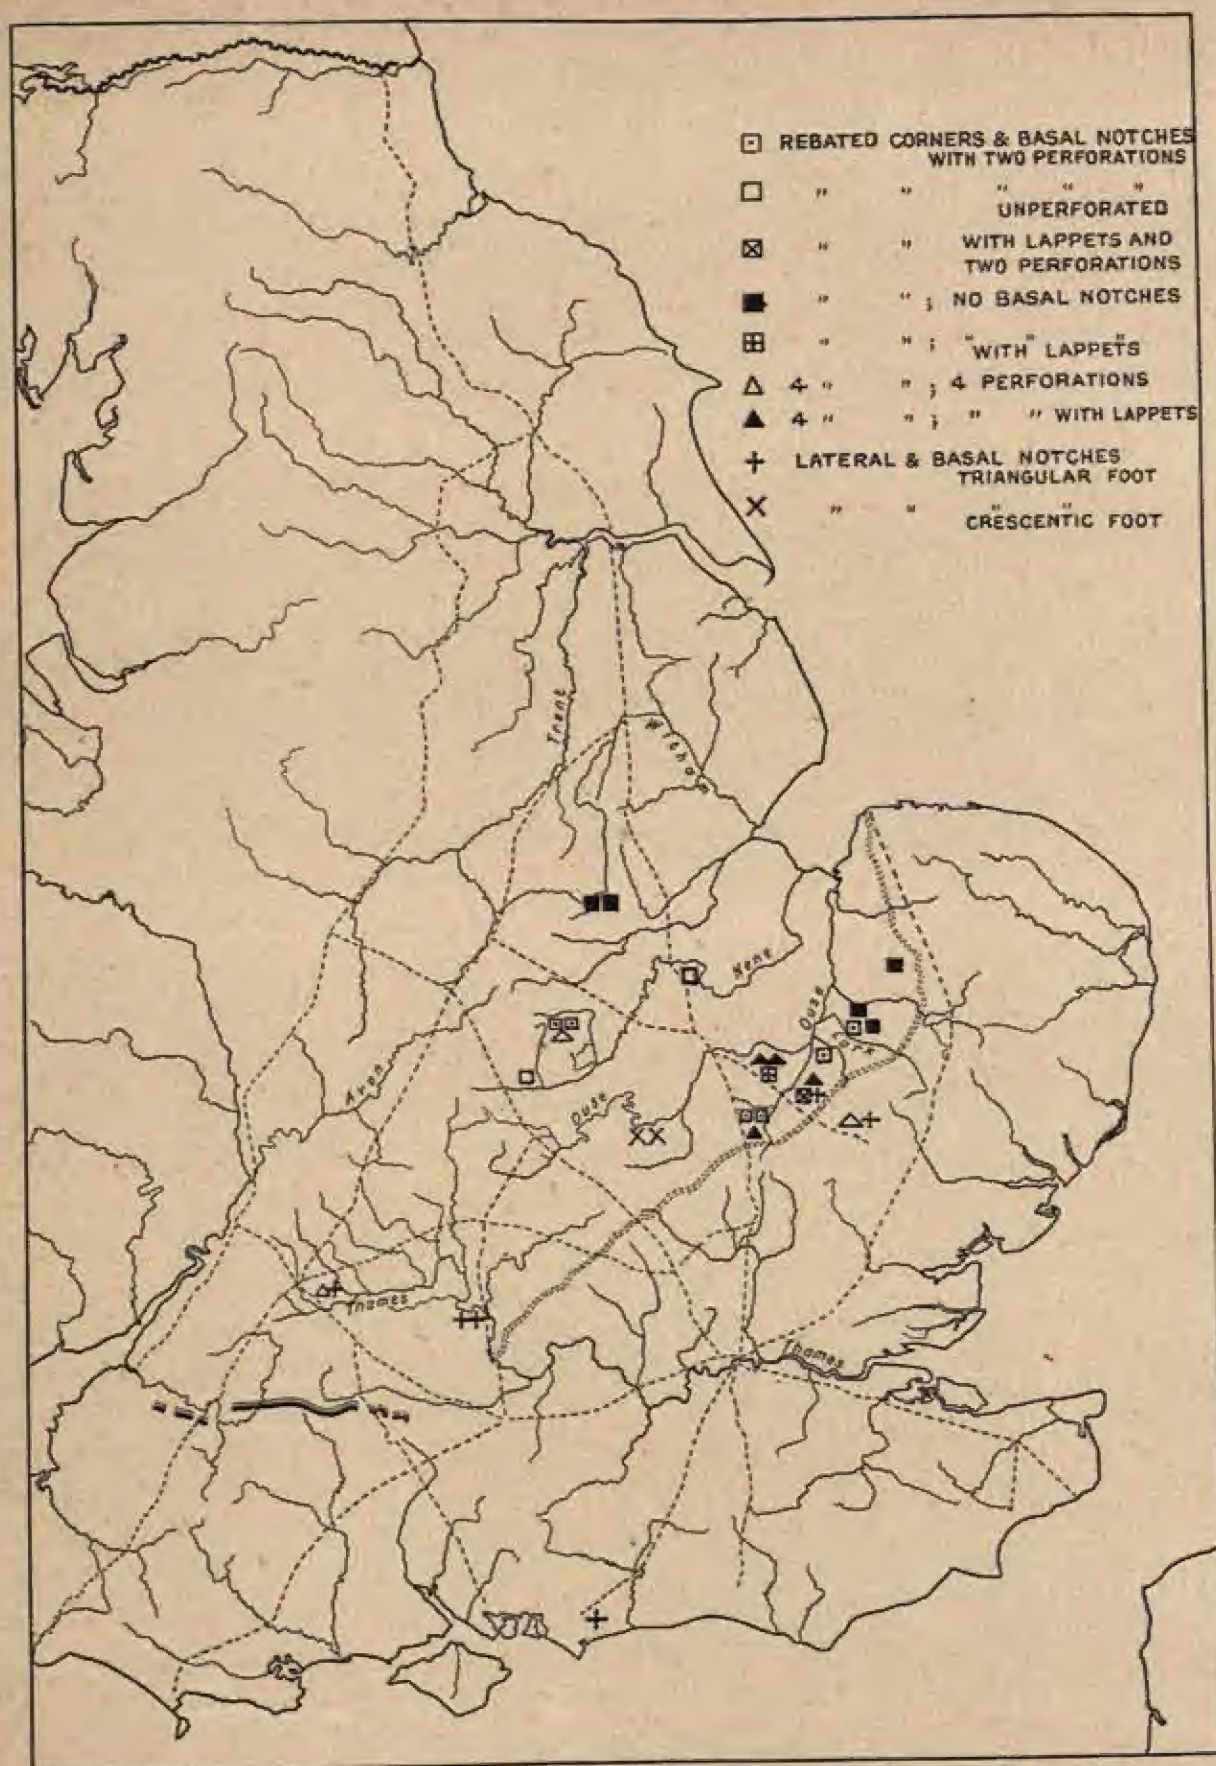 REBATED CORNERS & BASAL NOTCHES
WITH TWO PERFORATIONS
" " " " "
UNPERFORATED
" " WITH LAPPETS AND
TWO PERFORATIONS
" " ; NO BASAL NOTCHES
" " ; " " "
WITH LAPPETS
4 " " ; 4 PERFORATIONS
4 " " ; " " WITH LAPPETS
LATERAL & BASAL NOTCHES
TRIANGULAR FOOT
" " " "
CRESCENTIC FOOT
Trent
Witham
Nene
Ouse
Lark
Avon
Ouse
Thames
Thames